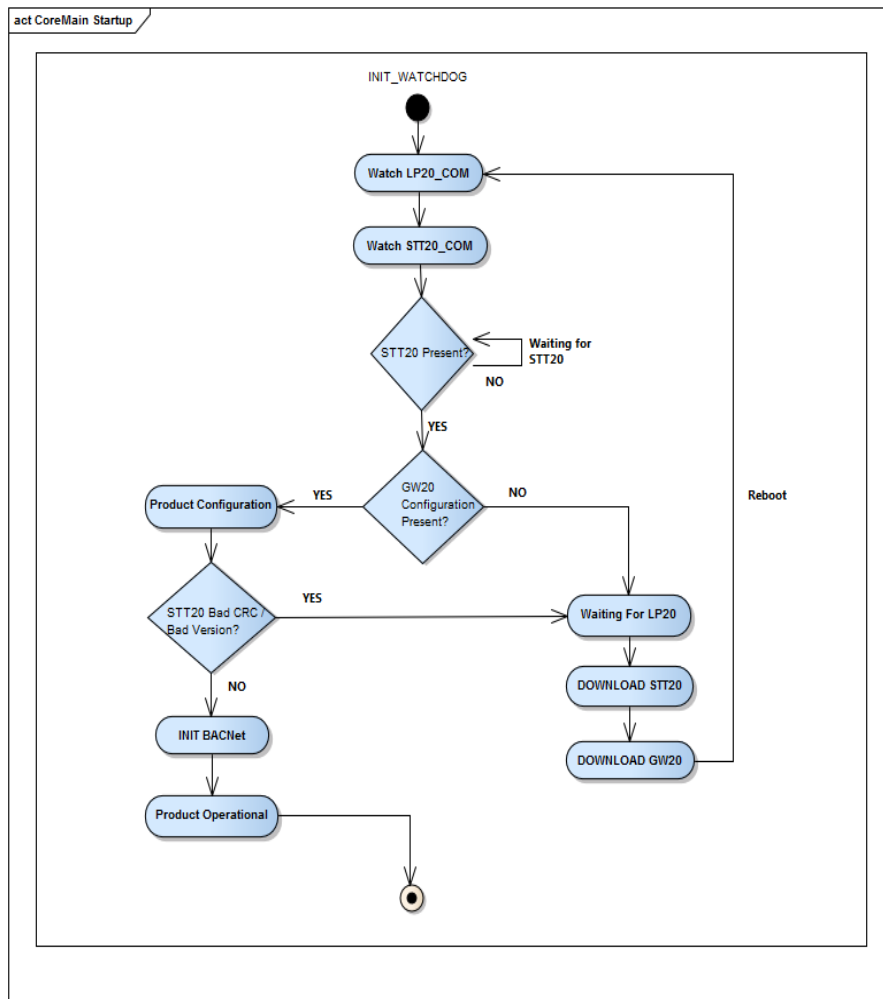 act CoreMain Startup
INIT_WATCHDOG
Watch LP20_COM
Watch STT20_COM
STT20 Present?
Waiting for
STT20
NO
YES
GW20
Configuration
Present?
YES
NO
Product Configuration
Reboot
STT20 Bad CRC /
Bad Version?
YES
Waiting For LP20
NO
DOWNLOAD STT20
INIT BACNet
DOWNLOAD GW20
Product Operational